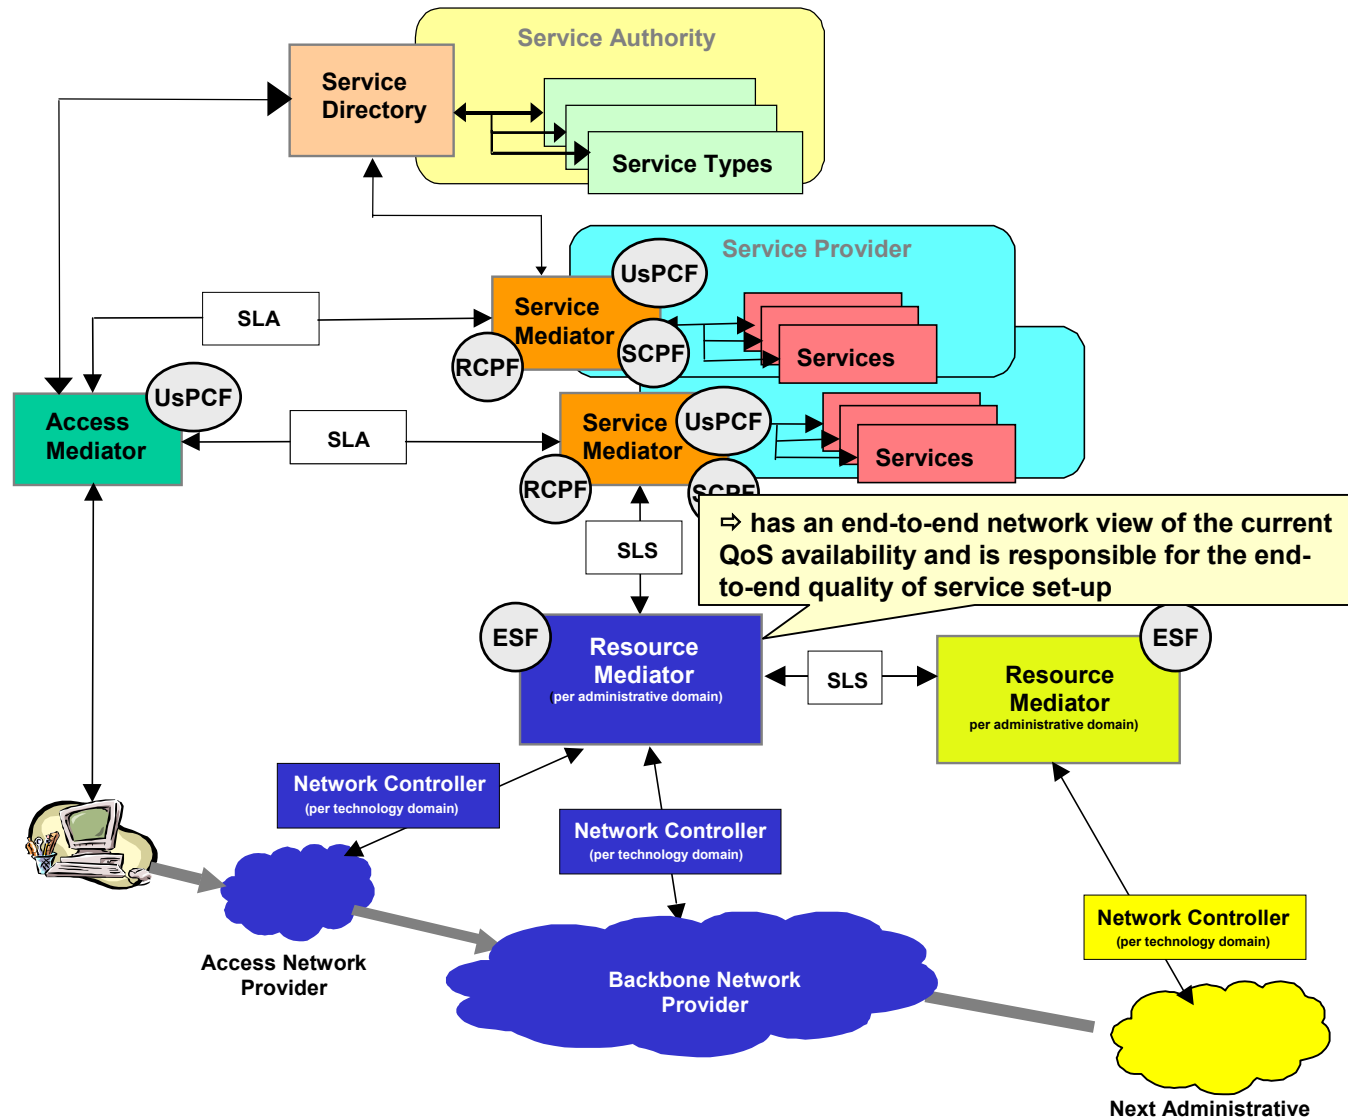 Service Authority
Service
Directory
Service Types
Service Provider
UsPCF
Service
Mediator
SLA
RCPF
SCPF
Services
UsPCF
Access
Mediator
SLA
Service
Mediator
UsPCF
Services
RCPF
SCPF
⇨ has an end-to-end network view of the current
QoS availability and is responsible for the end-
to-end quality of service set-up
SLS
ESF
Resource
Mediator
(per administrative domain)
SLS
ESF
Resource
Mediator
per administrative domain)
Network Controller
(per technology domain)
Network Controller
(per technology domain)
Network Controller
(per technology domain)
Access Network
Provider
Backbone Network
Provider
Next Administrative